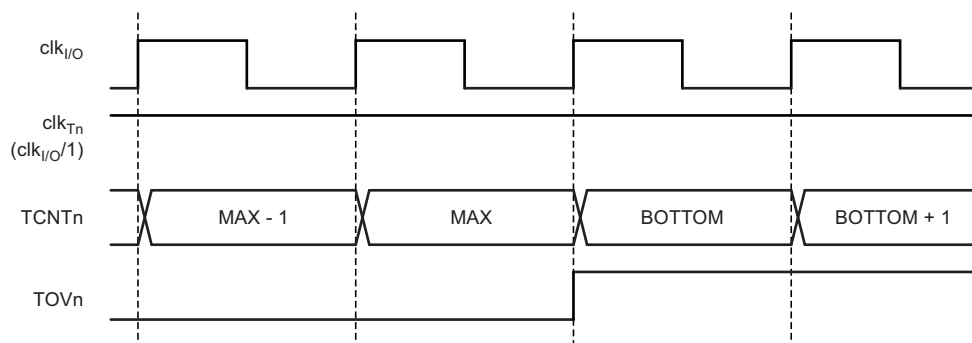 clkI/O
clkTn
(clkI/O/1)
TCNTn MAX - 1 MAX BOTTOM BOTTOM + 1
TOVn